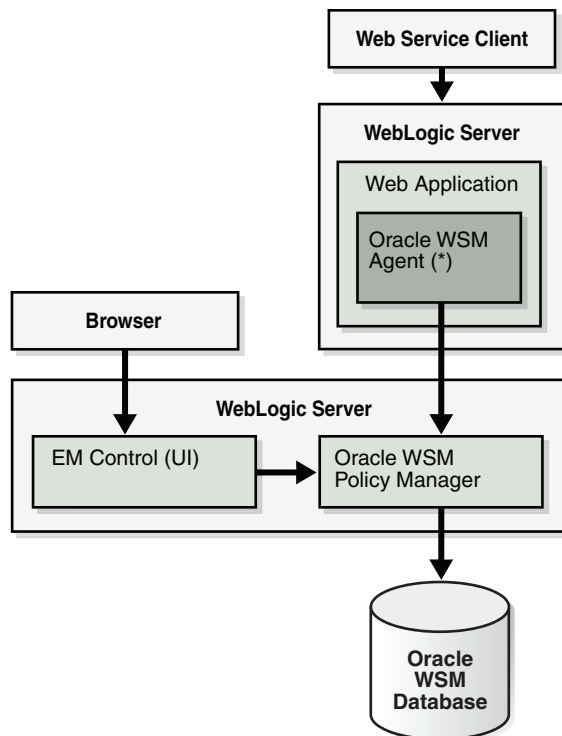 Web Service Client
WebLogic Server
Web Application
Oracle WSM
Agent (*)
Browser
WebLogic Server
EM Control (UI)
Oracle WSM
Policy Manager
Oracle
WSM
Database